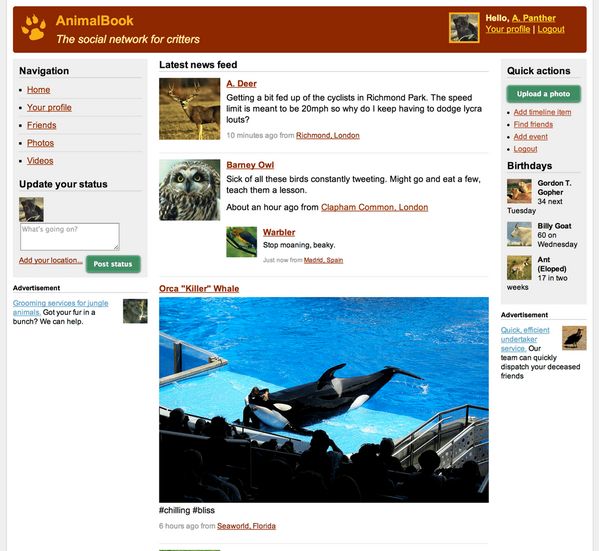 AnimalBook
The social network for critters
Hello, A. Panther
Your profile | Logout
Navigation
Home
Your profile
Friends
Photos
Videos
Update your status
What's going on?
Add your location...
Post status
Advertisement
Grooming services for jungle
animals. Got your fur in a
bunch? We can help.
Latest news feed
A. Deer
Getting a bit fed up of the cyclists in Richmond Park. The speed
limit is meant to be 20mph so why do I keep having to dodge lycra
louts?
10 minutes ago from Richmond, London
Barney Owl
Sick of all these birds constantly tweeting. Might go and eat a few,
teach them a lesson.
About an hour ago from Clapham Common, London
Warbler
Stop moaning, beaky.
Just now from Madrid, Spain
Orca "Killer" Whale
#chilling #bliss
6 hours ago from Seaworld, Florida
Quick actions
Upload a photo
Add timeline item
Find friends
Add event
Logout
Birthdays
Gordon T.
Gopher
34 next
Tuesday
Billy Goat
60 on
Wednesday
Ant
(Eloped)
17 in two
weeks
Advertisement
Quick, efficient
undertaker
service. Our
team can quickly
dispatch your deceased
friends